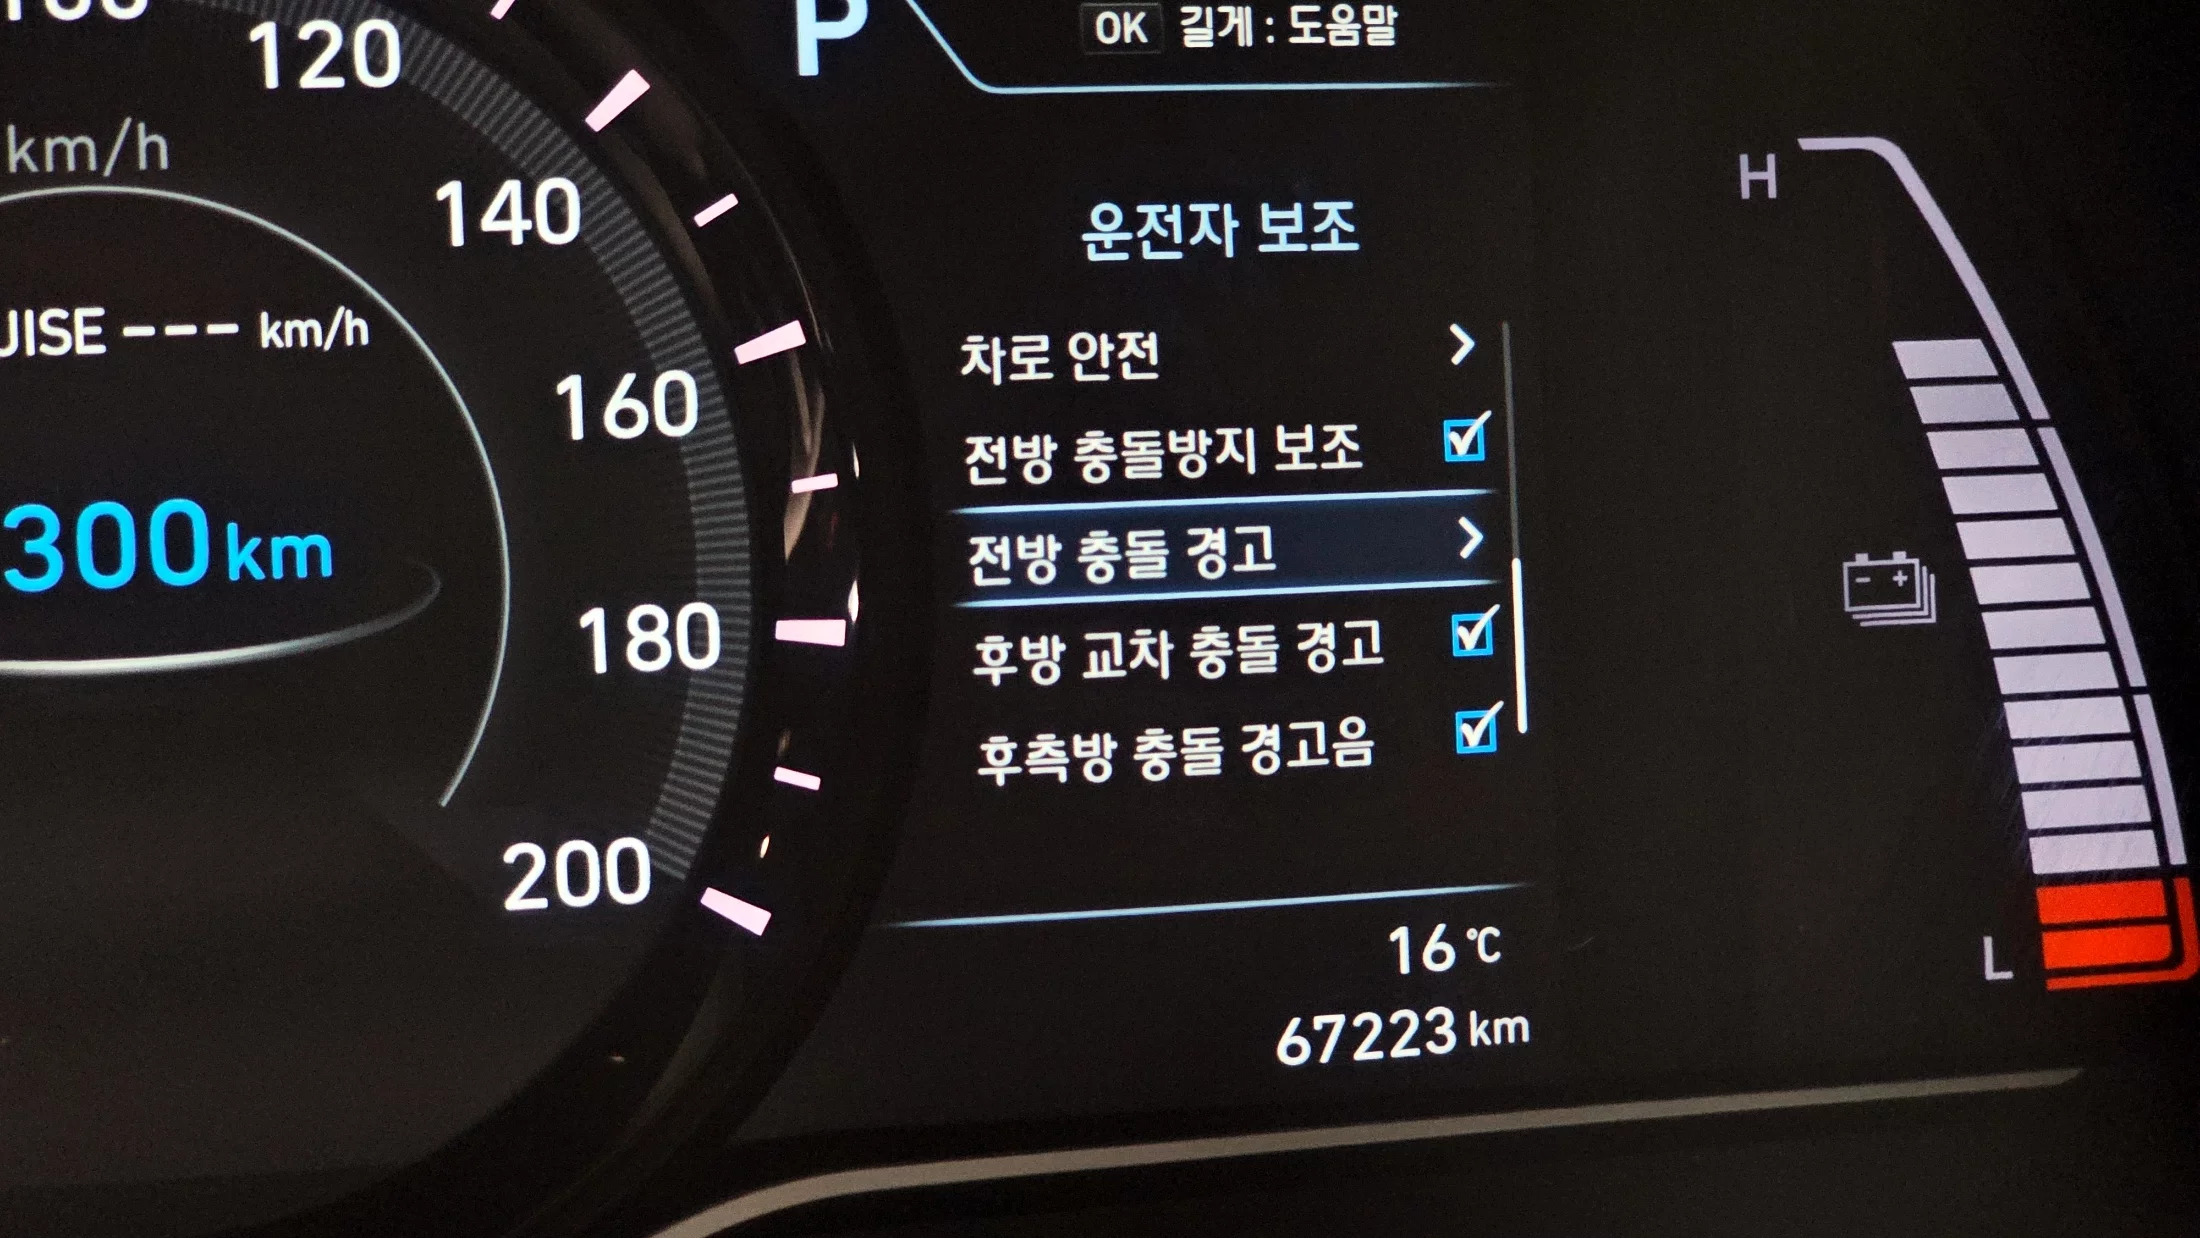 120
km/h
140
--- km/h
160
300 km
180
200
P
OK 길게 : 도움말
운전자 보조
차로 안전
전방 충돌방지 보조
전방 충돌 경고
후방 교차 충돌 경고
후측방 충돌 경고음
16 ℃
67223 km
H
L